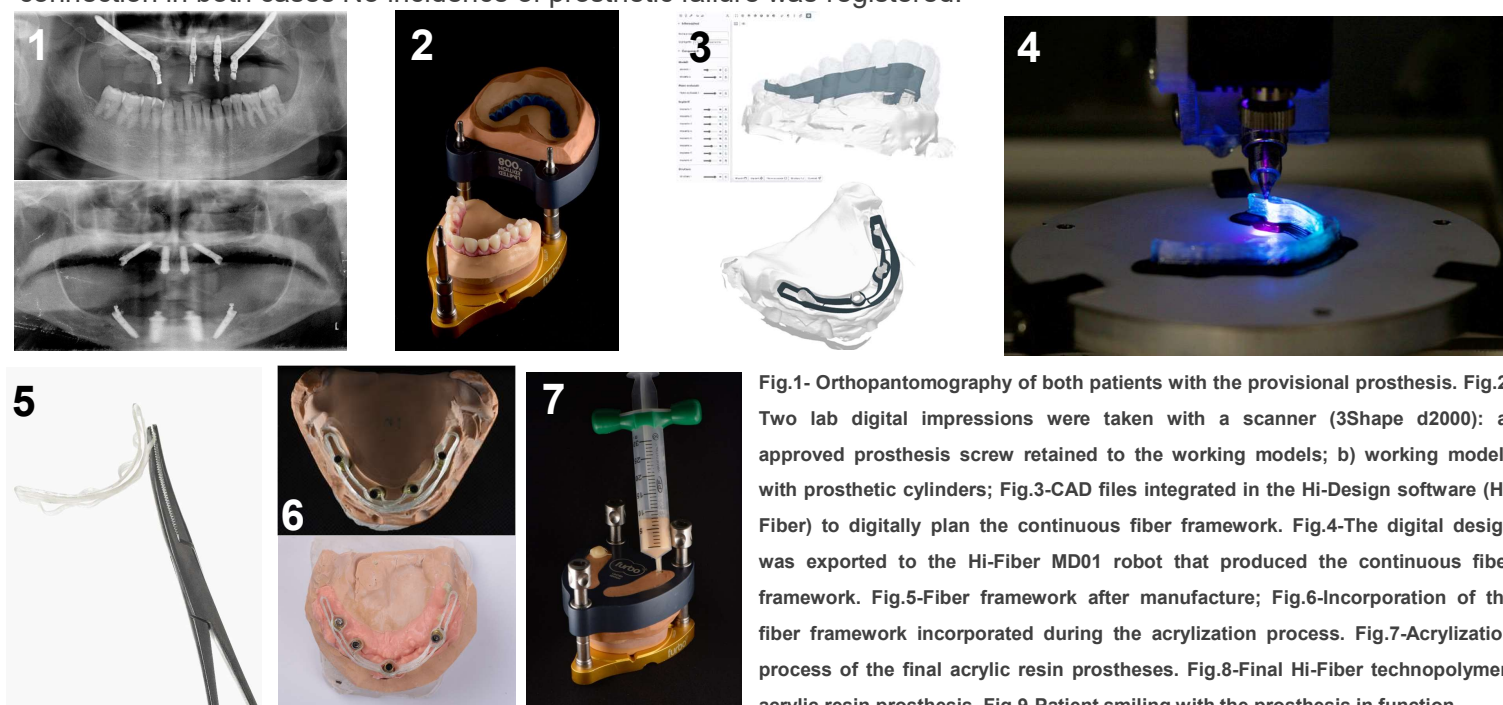 connection in both cases No incidence of prosthetic failure was registered.
1
2
3
4
LIMITED
EDITION
008
furbo
L
5
6
7
furbo
furbo
Fig.1- Orthopantomography of both patients with the provisional prosthesis. Fig.2
Two lab digital impressions were taken with a scanner (3Shape d2000): a
approved prosthesis screw retained to the working models; b) working model
with prosthetic cylinders; Fig.3-CAD files integrated in the Hi-Design software (H
Fiber) to digitally plan the continuous fiber framework. Fig.4-The digital desig
was exported to the Hi-Fiber MD01 robot that produced the continuous fibe
framework. Fig.5-Fiber framework after manufacture; Fig.6-Incorporation of th
fiber framework incorporated during the acrylization process. Fig.7-Acrylization
process of the final acrylic resin prostheses. Fig.8-Final Hi-Fiber technopolymer
acrylic resin prosthesis. Fig.9-Patient smiling with the prosthesis in function